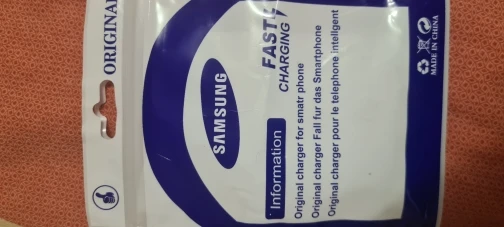 ORIGINAL
SAMSUNG
FAST
CHARGING
Information
Original charger for smatr phone
Original charger Fall fur das Smartphone
Original charger pour le telephone intelligent
MADE IN CHINA